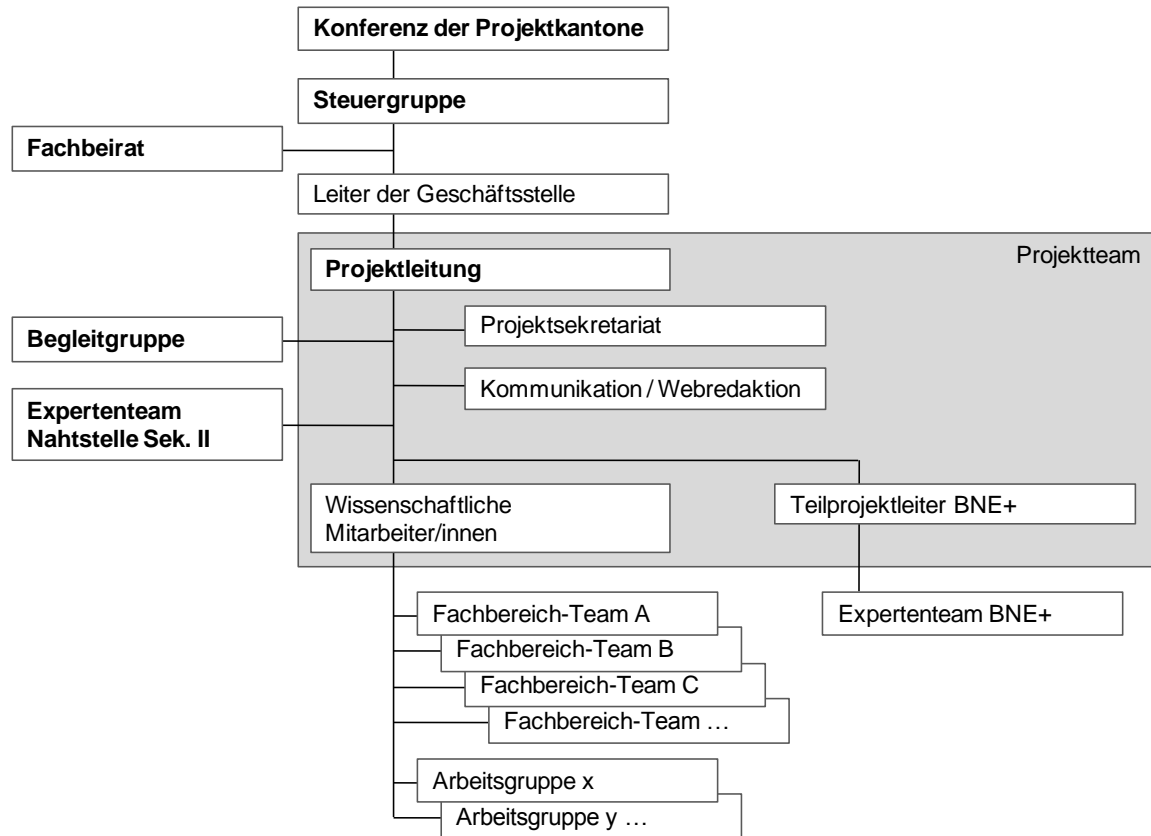 Konferenz der Projektkantone
Steuergruppe
Fachbeirat
Leiter der Geschäftsstelle
Projektteam
Projektleitung
Projektsekretariat
Begleitgruppe
Kommunikation / Webredaktion
Expertenteam
Nahtstelle Sek. II
Wissenschaftliche
Mitarbeiter/innen
Teilprojektleiter BNE+
Fachbereich-Team A
Expertenteam BNE+
Fachbereich-Team B
Fachbereich-Team C
Fachbereich-Team …
Arbeitsgruppe x
Arbeitsgruppe y …